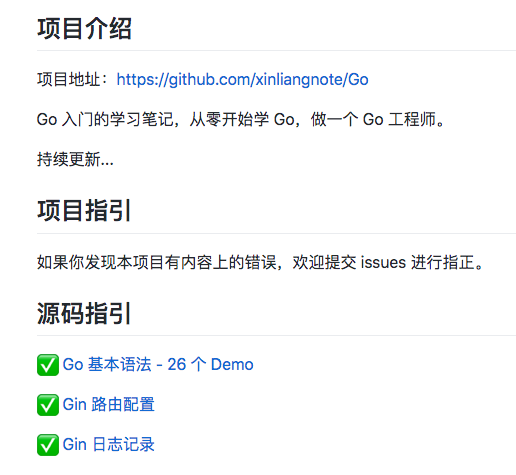 项目介绍
项目地址：https://github.com/xinliangnote/Go
Go 入门的学习笔记，从零开始学 Go，做一个 Go 工程师。
持续更新...
项目指引
如果你发现本项目有内容上的错误，欢迎提交 issues 进行指正。
源码指引
✅ Go 基本语法 - 26 个 Demo
✅ Gin 路由配置
✅ Gin 日志记录